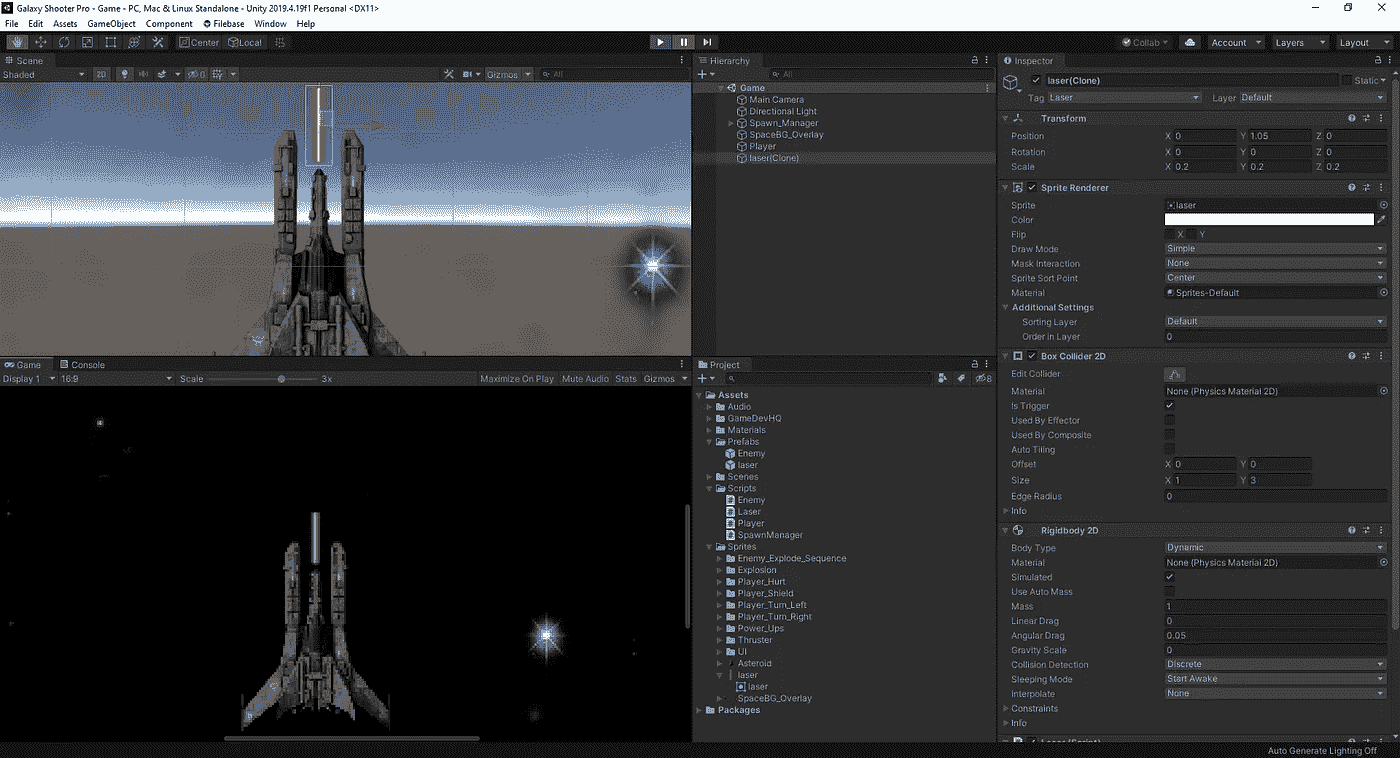 Galaxy Shooter Pro - Game - PC, Mac & Linux Standalone - Unity 2019.4.19f1 Personal <DX11>
File Edit Assets GameObject Component Filebase Window Help
Center Local Collab Account Layers Layout
Scene
Shaded 2D 0 Gizmos All
Game Console
Display 1 16:9 Scale 3x Maximize On Play Mute Audio Stats Gizmos
Hierarchy
All
Game
Main Camera
Directional Light
Spawn_Manager
SpaceBG_Overlay
Player
laser(Clone)
Project
8
Assets
Audio
GameDevHQ
Materials
Prefabs
Enemy
laser
Scenes
Scripts
Enemy
Laser
Player
SpawnManager
Sprites
Enemy_Explode_Sequence
Explosion
Player_Hurt
Player_Shield
Player_Turn_Left
Player_Turn_Right
Power_Ups
Thruster
UI
Asteroid
laser
laser
SpaceBG_Overlay
Packages
Inspector
laser(Clone) Static
Tag Laser Layer Default
Transform
Position X 0 Y 1.05 Z 0
Rotation X 0 Y 0 Z 0
Scale X 0.2 Y 0.2 Z 0.2
Sprite Renderer
Sprite laser
Color
Flip X Y
Draw Mode Simple
Mask Interaction None
Sprite Sort Point Center
Material Sprites-Default
Additional Settings
Sorting Layer Default
Order in Layer 0
Box Collider 2D
Edit Collider
Material None (Physics Material 2D)
Is Trigger
Used By Effector
Used By Composite
Auto Tiling
Offset X 0 Y 0
Size X 1 Y 3
Edge Radius 0
Info
Rigidbody 2D
Body Type Dynamic
Material None (Physics Material 2D)
Simulated
Use Auto Mass
Mass 1
Linear Drag 0
Angular Drag 0.05
Gravity Scale 0
Collision Detection Discrete
Sleeping Mode Start Awake
Interpolate None
Constraints
Info
Laser (Script)
Auto Generate Lighting Off